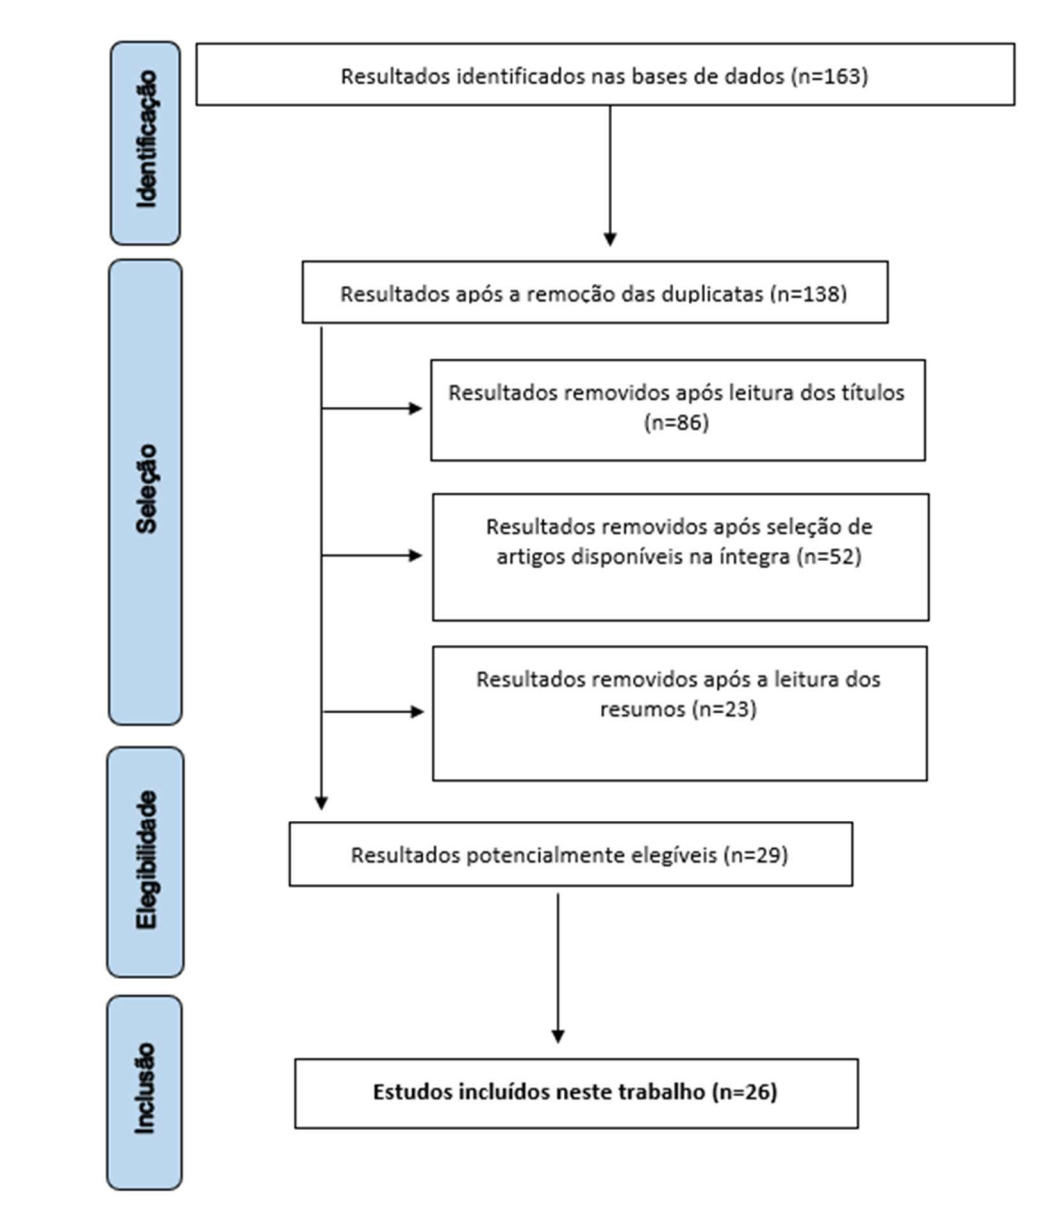 Identificação
Resultados identificados nas bases de dados (n=163)
Seleção
Resultados após a remoção das duplicatas (n=138)
Resultados removidos após leitura dos títulos
(n=86)
Resultados removidos após seleção de
artigos disponíveis na íntegra (n=52)
Resultados removidos após a leitura dos
resumos (n=23)
Elegibilidade
Resultados potencialmente elegíveis (n=29)
Inclusão
Estudos incluídos neste trabalho (n=26)